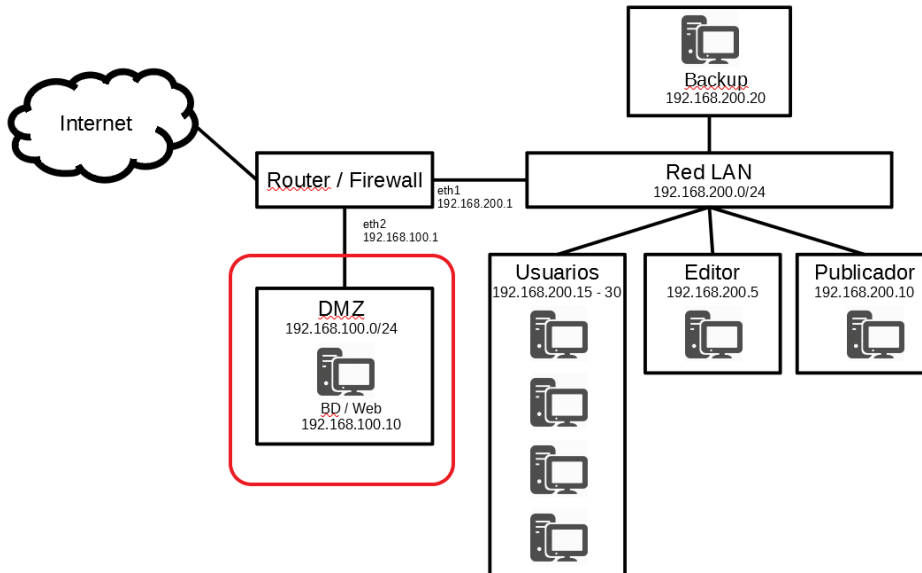 Backup
192.168.200.20
Internet
Router / Firewall
eth1
192.168.200.1
Red LAN
192.168.200.0/24
eth2
192.168.100.1
DMZ
192.168.100.0/24
BD / Web
192.168.100.10
Usuarios
192.168.200.15 - 30
Editor
192.168.200.5
Publicador
192.168.200.10